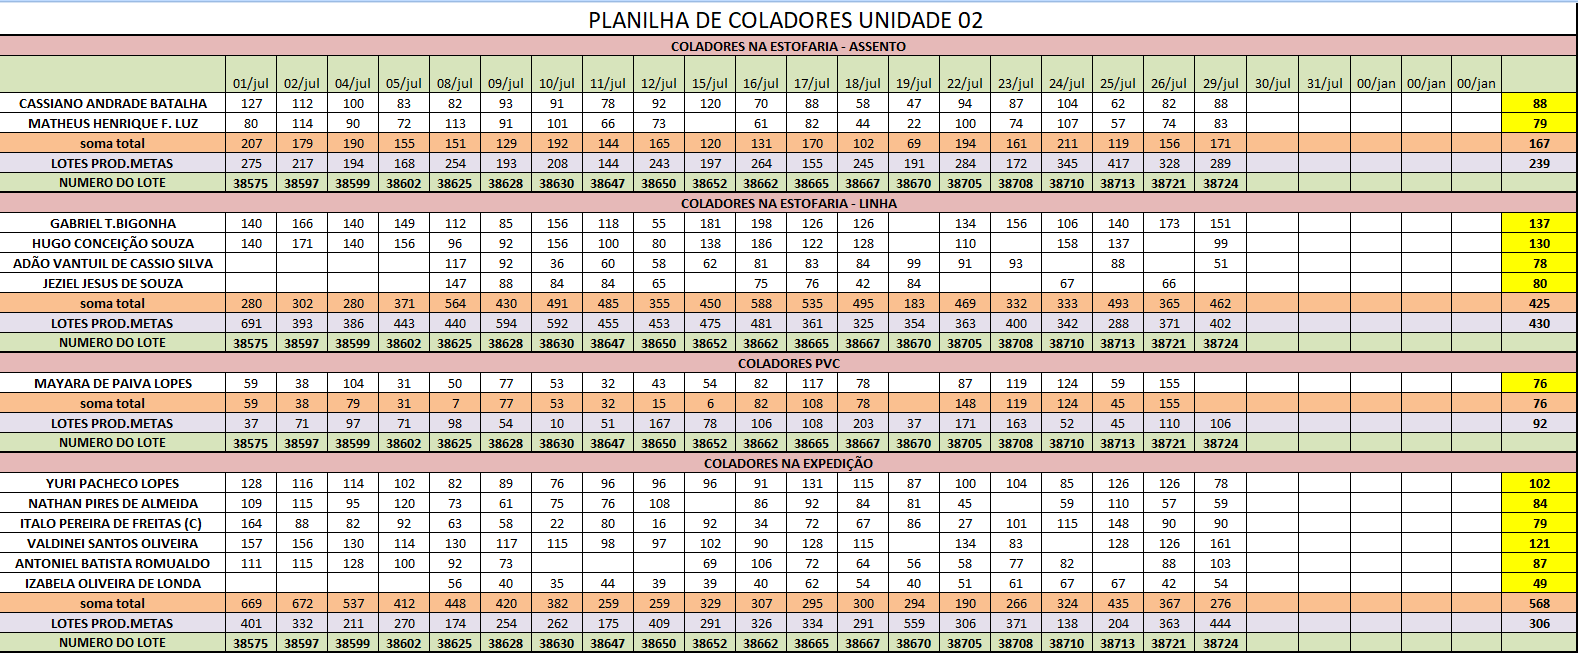 PLANILHA DE COLADORES UNIDADE 02
COLADORES NA ESTOFARIA - ASSENTO
01/jul 02/jul 04/jul 05/jul 08/jul 09/jul 10/jul 11/jul 12/jul 15/jul 16/jul 17/jul 18/jul 19/jul 22/jul 23/jul 24/jul 25/jul 26/jul 29/jul 30/jul 31/jul 00/jan 00/jan 00/jan
CASSIANO ANDRADE BATALHA 127 112 100 83 82 93 91 78 92 120 70 88 58 47 94 87 104 62 82 88 88
MATHEUS HENRIQUE F. LUZ 80 114 90 72 113 91 101 66 73 61 82 44 22 100 74 107 57 74 83 79
soma total 207 179 190 155 151 129 192 144 165 120 131 170 102 69 194 161 211 119 156 171 167
LOTES PROD.METAS 275 217 194 168 254 193 208 144 243 197 264 155 245 191 284 172 345 417 328 289 239
NUMERO DO LOTE 38575 38597 38599 38602 38625 38628 38630 38647 38650 38652 38662 38665 38667 38670 38705 38708 38710 38713 38721 38724
COLADORES NA ESTOFARIA - LINHA
GABRIEL T.BIGONHA 140 166 140 149 112 85 156 118 55 181 198 126 126 134 156 106 140 173 151 137
HUGO CONCEIÇÃO SOUZA 140 171 140 156 96 92 156 100 80 138 186 122 128 110 158 137 99 130
ADÃO VANTUIL DE CASSIO SILVA 117 92 36 60 58 62 81 83 84 99 91 93 88 51 78
JEZIEL JESUS DE SOUZA 147 88 84 84 65 75 76 42 84 67 66 80
soma total 280 302 280 371 564 430 491 485 355 450 588 535 495 183 469 332 333 493 365 462 425
LOTES PROD.METAS 691 393 386 443 440 594 592 455 453 475 481 361 325 354 363 400 342 288 371 402 430
NUMERO DO LOTE 38575 38597 38599 38602 38625 38628 38630 38647 38650 38652 38662 38665 38667 38670 38705 38708 38710 38713 38721 38724
COLADORES PVC
MAYARA DE PAIVA LOPES 59 38 104 31 50 77 53 32 43 54 82 117 78 87 119 124 59 155 76
soma total 59 38 79 31 7 77 53 32 15 6 82 108 78 148 119 124 45 155 76
LOTES PROD.METAS 37 71 97 71 98 54 10 51 167 78 106 108 203 37 171 163 52 45 110 106 92
NUMERO DO LOTE 38575 38597 38599 38602 38625 38628 38630 38647 38650 38652 38662 38665 38667 38670 38705 38708 38710 38713 38721 38724
COLADORES NA EXPEDIÇÃO
YURI PACHECO LOPES 128 116 114 102 82 89 76 96 96 96 91 131 115 87 100 104 85 126 126 78 102
NATHAN PIRES DE ALMEIDA 109 115 95 120 73 61 75 76 108 86 92 84 81 45 59 110 57 59 84
ITALO PEREIRA DE FREITAS (C) 164 88 82 92 63 58 22 80 16 92 34 72 67 86 27 101 115 148 90 90 79
VALDINEI SANTOS OLIVEIRA 157 156 130 114 130 117 115 98 97 102 90 128 115 134 83 128 126 161 121
ANTONIEL BATISTA ROMUALDO 111 115 128 100 92 73 69 106 72 64 56 58 77 82 88 103 87
IZABELA OLIVEIRA DE LONDA 56 40 35 44 39 39 40 62 54 40 51 61 67 67 42 54 49
soma total 669 672 537 412 448 420 382 259 259 329 307 295 300 294 190 266 324 435 367 276 568
LOTES PROD.METAS 401 332 211 270 174 254 262 175 409 291 326 334 291 559 306 371 138 204 363 444 306
NUMERO DO LOTE 38575 38597 38599 38602 38625 38628 38630 38647 38650 38652 38662 38665 38667 38670 38705 38708 38710 38713 38721 38724